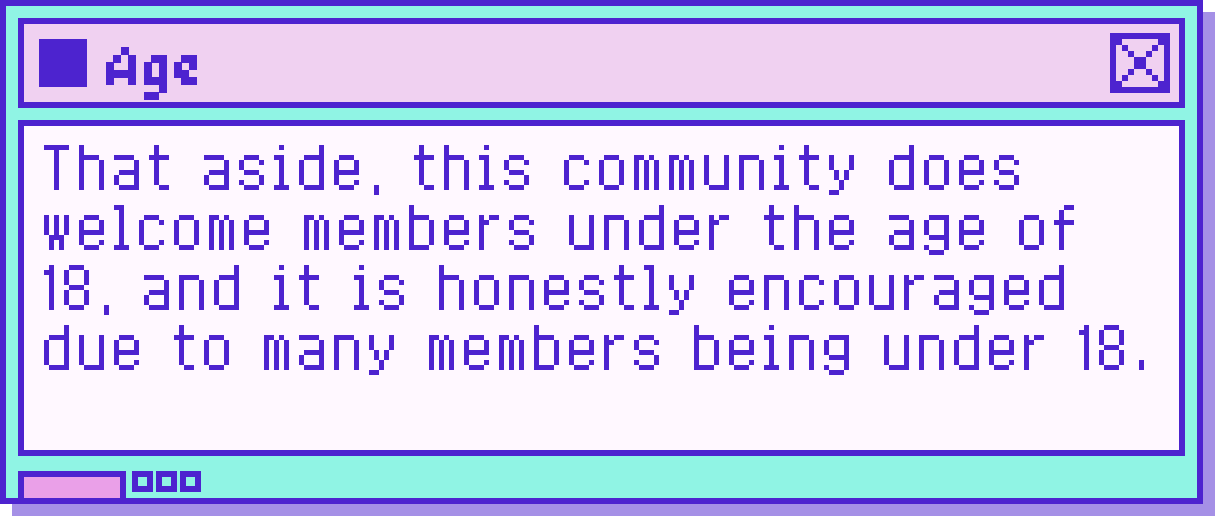 Age
That aside, this community does
welcome members under the age of
18, and it is honestly encouraged
due to many members being under 18.